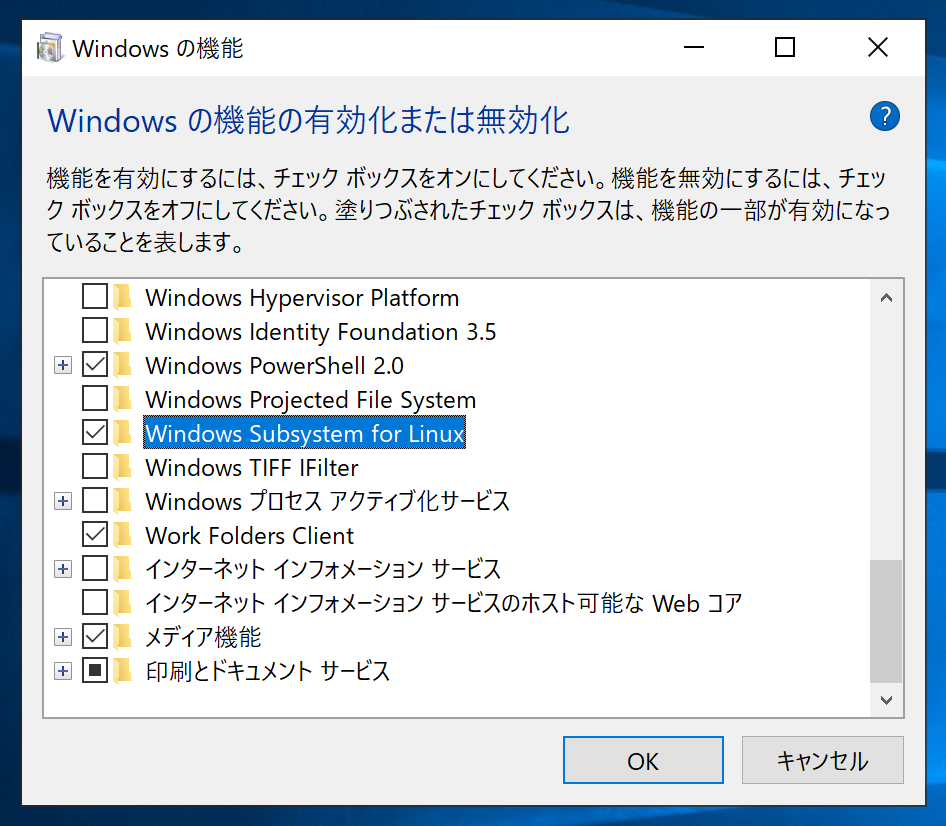 Windows の機能
Windows の機能の有効化または無効化
?
機能を有効にするには、チェック ボックスをオンにしてください。機能を無効にするには、チェッ
ク ボックスをオフにしてください。塗りつぶされたチェック ボックスは、機能の一部が有効になっ
ていることを表します。
Windows Hypervisor Platform
Windows Identity Foundation 3.5
Windows PowerShell 2.0
Windows Projected File System
Windows Subsystem for Linux
Windows TIFF IFilter
Windows プロセス アクティブ化サービス
Work Folders Client
インターネット インフォメーション サービス
インターネット インフォメーション サービスのホスト可能な Web コア
メディア機能
印刷とドキュメント サービス
OK
キャンセル